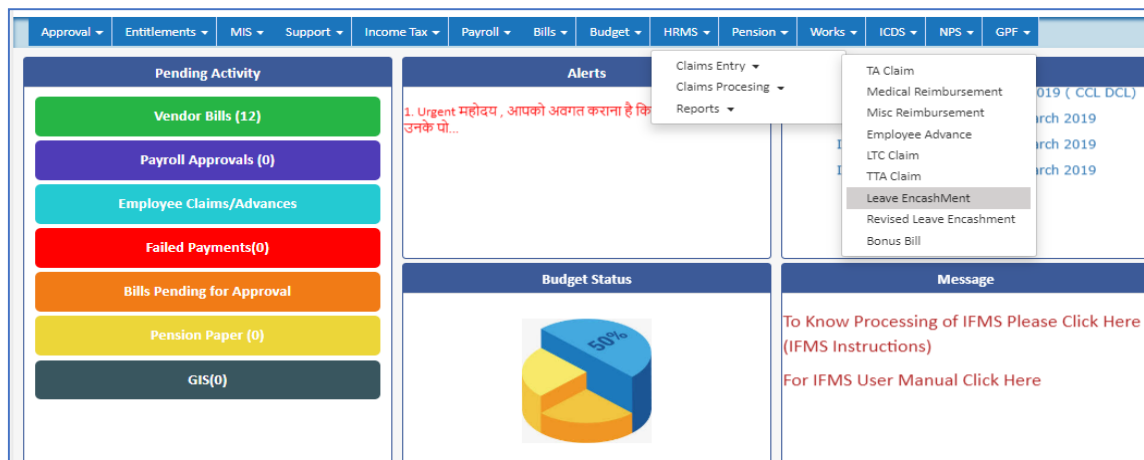 Approval Entitlements MIS Support Income Tax Payroll Bills Budget HRMS Pension Works ICDS NPS GPF
Claims Entry
Claims Procesing
Reports
TA Claim
Medical Reimbursement
Misc Reimbursement
Employee Advance
LTC Claim
TTA Claim
Leave EncashMent
Revised Leave Encashment
Bonus Bill
Pending Activity
Vendor Bills (12)
Payroll Approvals (0)
Employee Claims/Advances
Failed Payments(0)
Bills Pending for Approval
Pension Paper (0)
GIS(0)
Alerts
1. Urgent महोदय , आपको अवगत कराना है कि
उनके पो...
2019 ( CCL DCL)
March 2019
March 2019
March 2019
Budget Status
50%
Message
To Know Processing of IFMS Please Click Here
(IFMS Instructions)
For IFMS User Manual Click Here